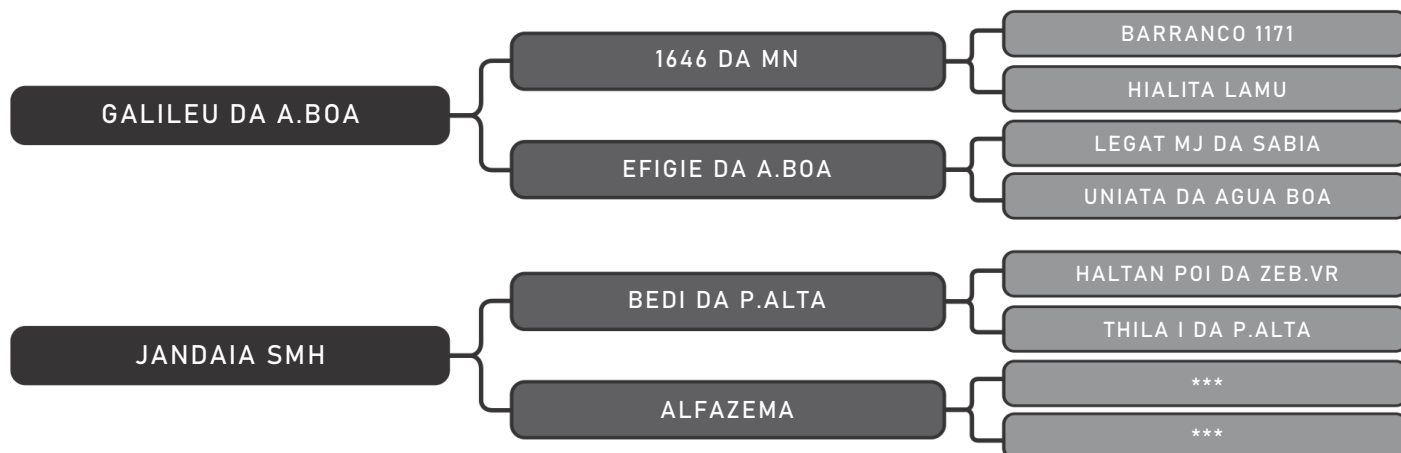 GALILEU DA A.BOA
1646 DA MN
BARRANCO 1171
HIALITA LAMU
EFIGIE DA A.BOA
LEGAT MJ DA SABIA
UNIATA DA AGUA BOA
JANDAIA SMH
BEDI DA P.ALTA
HALTAN POI DA ZEB.VR
THILA I DA P.ALTA
ALFAZEMA
***
***